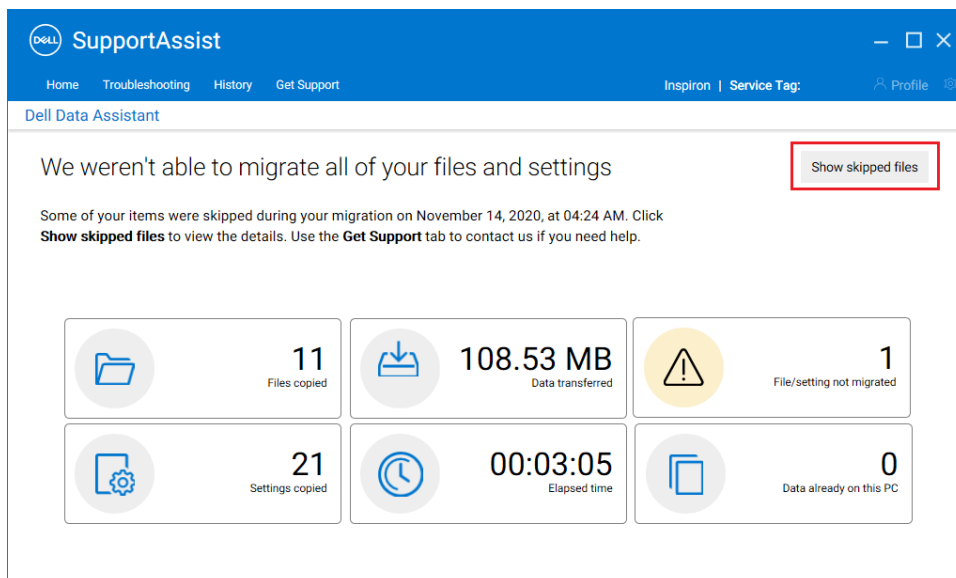 DELL SupportAssist
Home Troubleshooting History Get Support Inspiron | Service Tag: Profile
Dell Data Assistant
We weren't able to migrate all of your files and settings
Show skipped files
Some of your items were skipped during your migration on November 14, 2020, at 04:24 AM. Click
Show skipped files to view the details. Use the Get Support tab to contact us if you need help.
11
Files copied
108.53 MB
Data transferred
1
File/setting not migrated
21
Settings copied
00:03:05
Elapsed time
0
Data already on this PC